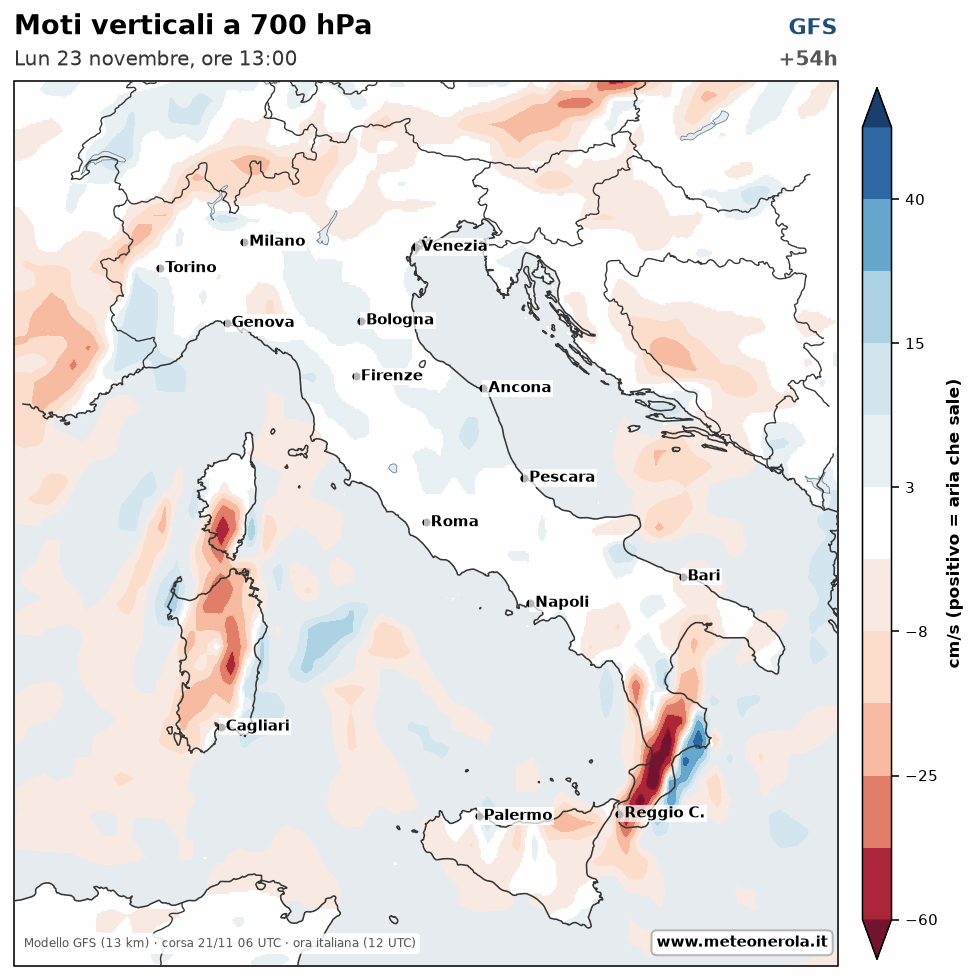 Moti verticali a 700 hPa
GFS
Lun 23 novembre, ore 13:00
+54h
Milano
Venezia
Torino
Genova
Bologna
Firenze
Ancona
Pescara
Roma
Bari
Napoli
Cagliari
Palermo
Reggio C.
40
15
3
−8
−25
−60
cm/s (positivo = aria che sale)
Modello GFS (13 km) · corsa 21/11 06 UTC · ora italiana (12 UTC)
www.meteonerola.it